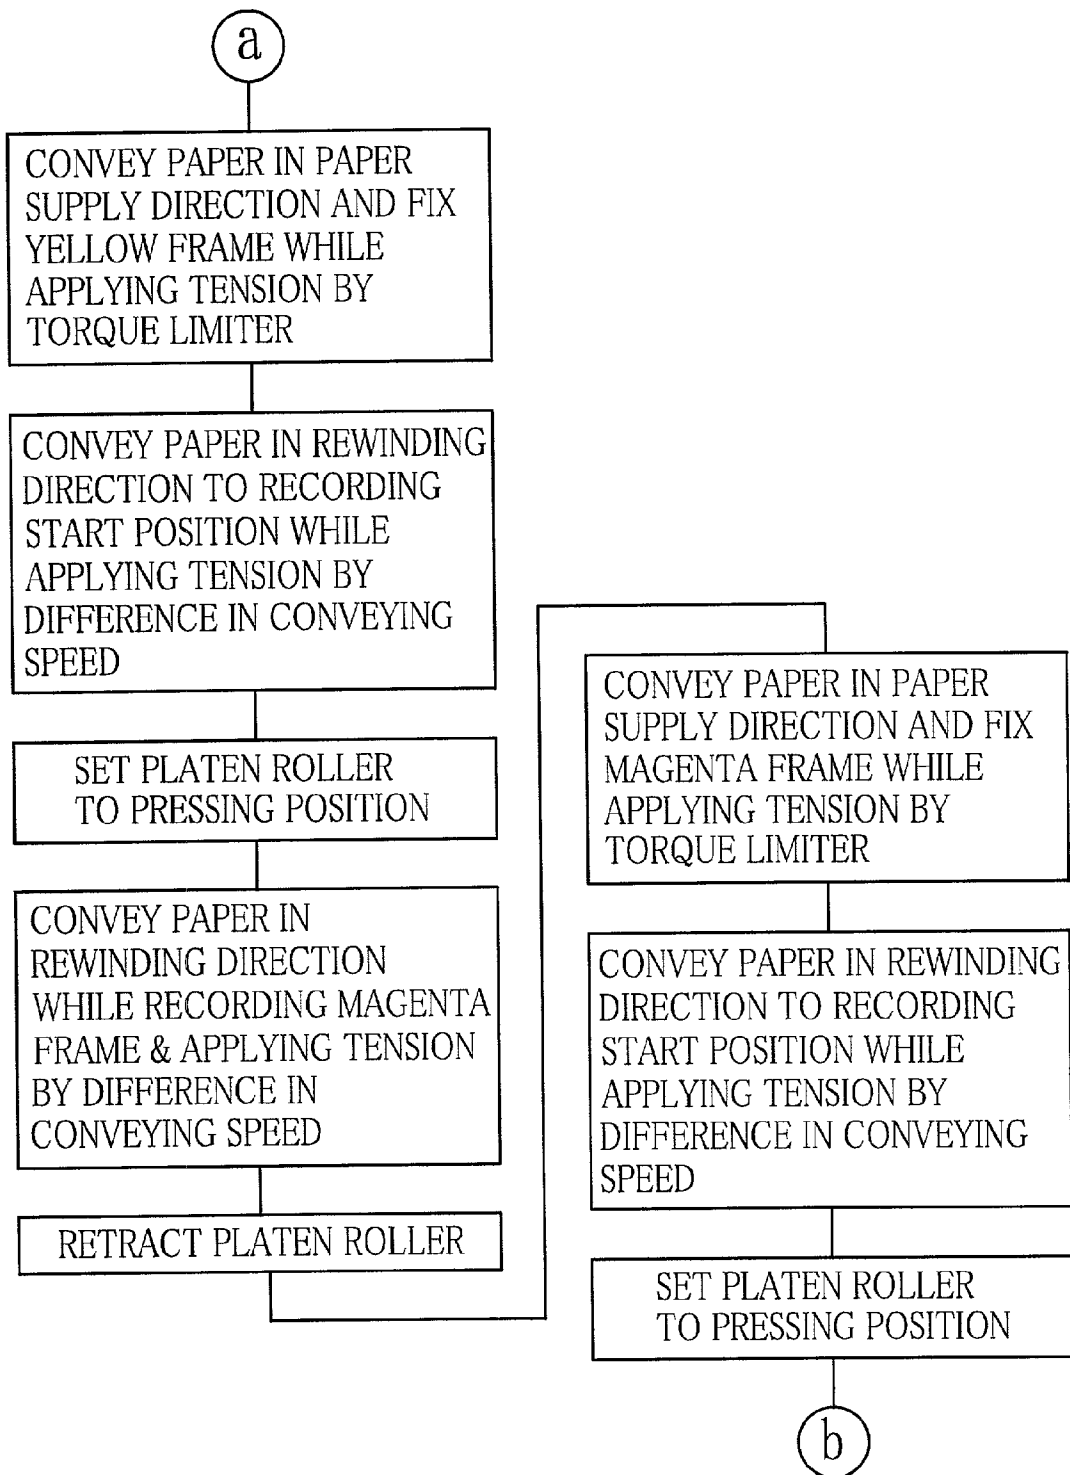 a
CONVEY PAPER IN PAPER
SUPPLY DIRECTION AND FIX
YELLOW FRAME WHILE
APPLYING TENSION BY
TORQUE LIMITER
CONVEY PAPER IN REWINDING
DIRECTION TO RECORDING
START POSITION WHILE
APPLYING TENSION BY
DIFFERENCE IN CONVEYING
SPEED
SET PLATEN ROLLER
TO PRESSING POSITION
CONVEY PAPER IN
REWINDING DIRECTION
WHILE RECORDING MAGENTA
FRAME & APPLYING TENSION
BY DIFFERENCE IN
CONVEYING SPEED
RETRACT PLATEN ROLLER
CONVEY PAPER IN PAPER
SUPPLY DIRECTION AND FIX
MAGENTA FRAME WHILE
APPLYING TENSION BY
TORQUE LIMITER
CONVEY PAPER IN REWINDING
DIRECTION TO RECORDING
START POSITION WHILE
APPLYING TENSION BY
DIFFERENCE IN CONVEYING
SPEED
SET PLATEN ROLLER
TO PRESSING POSITION
b